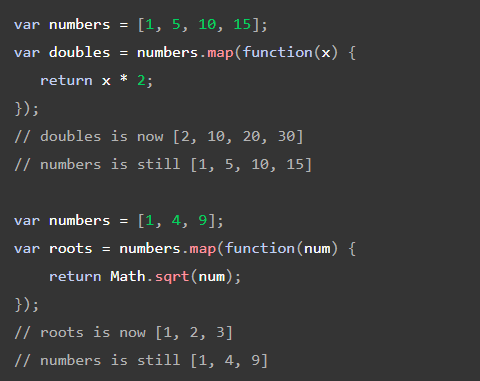 var numbers = [1, 5, 10, 15];
var doubles = numbers.map(function(x) {
   return x * 2;
});
// doubles is now [2, 10, 20, 30]
// numbers is still [1, 5, 10, 15]

var numbers = [1, 4, 9];
var roots = numbers.map(function(num) {
    return Math.sqrt(num);
});
// roots is now [1, 2, 3]
// numbers is still [1, 4, 9]